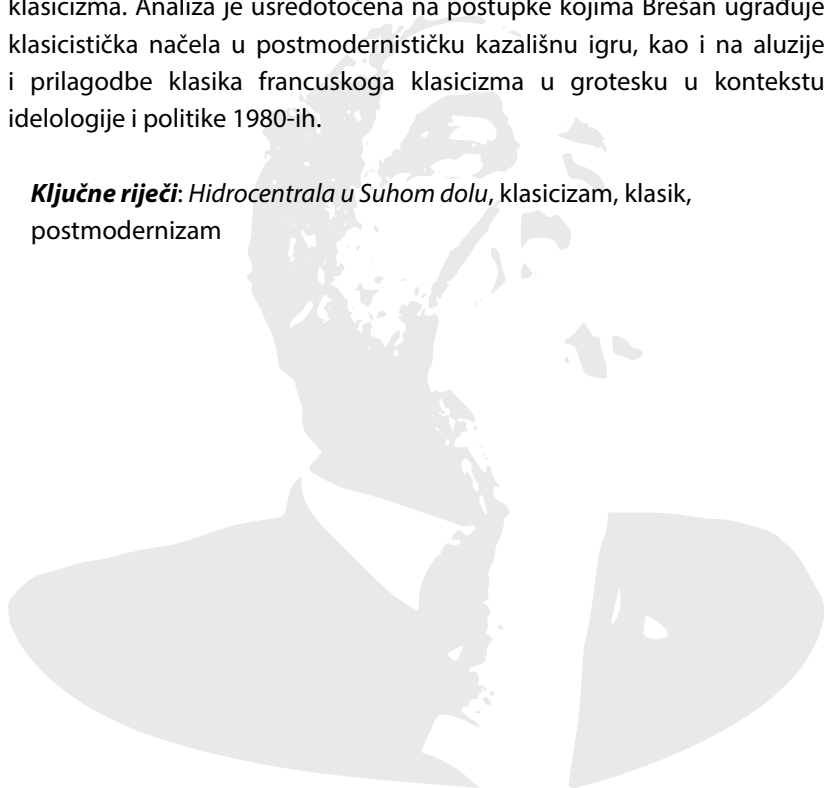 klasicizma. Analiza je usredotočena na postupke kojima Brešan ugrađuje
klasicistička načela u postmodernističku kazališnu igru, kao i na aluzije
i prilagodbe klasika francuskoga klasicizma u grotesku u kontekstu
idelologije i politike 1980-ih.
Ključne riječi: Hidrocentrala u Suhom dolu, klasicizam, klasik,
postmodernizam